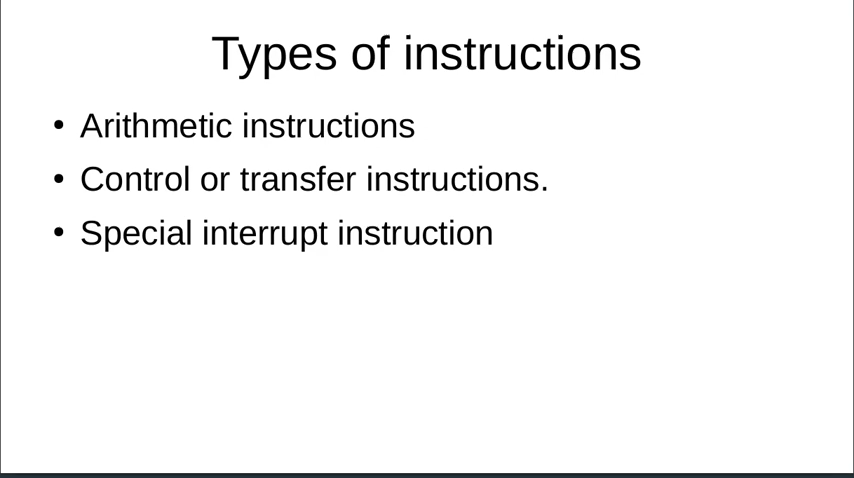 Types of instructions
• Arithmetic instructions
• Control or transfer instructions.
• Special interrupt instruction